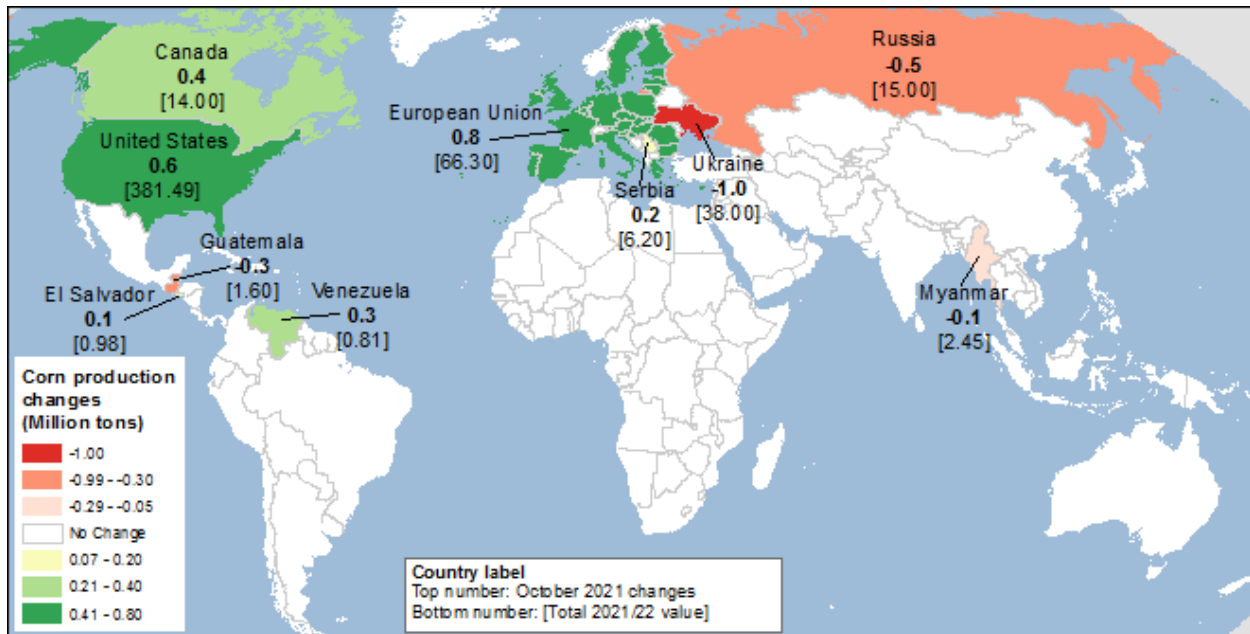 Canada
0.4
[14.00]
United States
0.6
[381.49]
European Union
0.8
[66.30]
Russia
-0.5
[15.00]
Ukraine
-1.0
[38.00]
Serbia
0.2
[6.20]
Guatemala
-0.3
[1.60]
El Salvador
0.1
[0.98]
Venezuela
0.3
[0.81]
Myanmar
-0.1
[2.45]
Corn production
changes
(Million tons)
-1.00
-0.99 - -0.30
-0.29 - -0.05
No Change
0.07 - 0.20
0.21 - 0.40
0.41 - 0.80
Country label
Top number: October 2021 changes
Bottom number: [Total 2021/22 value]